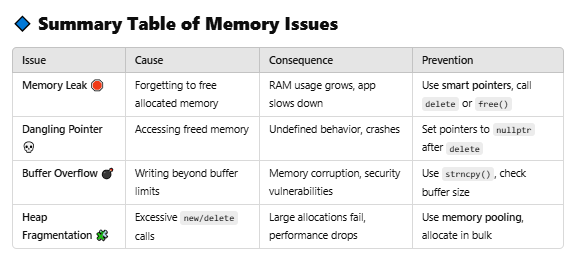 🔷 Summary Table of Memory Issues
Issue Cause Consequence Prevention
Memory Leak 🔴 Forgetting to free RAM usage grows, app Use smart pointers, call
allocated memory slows down delete or free()
Dangling Pointer Accessing freed memory Undefined behavior, crashes Set pointers to nullptr
💀 after delete
Buffer Overflow 💣 Writing beyond buffer Memory corruption, security Use strncpy(), check
limits vulnerabilities buffer size
Heap Excessive new/delete Large allocations fail, Use memory pooling,
Fragmentation 🧩 calls performance drops allocate in bulk